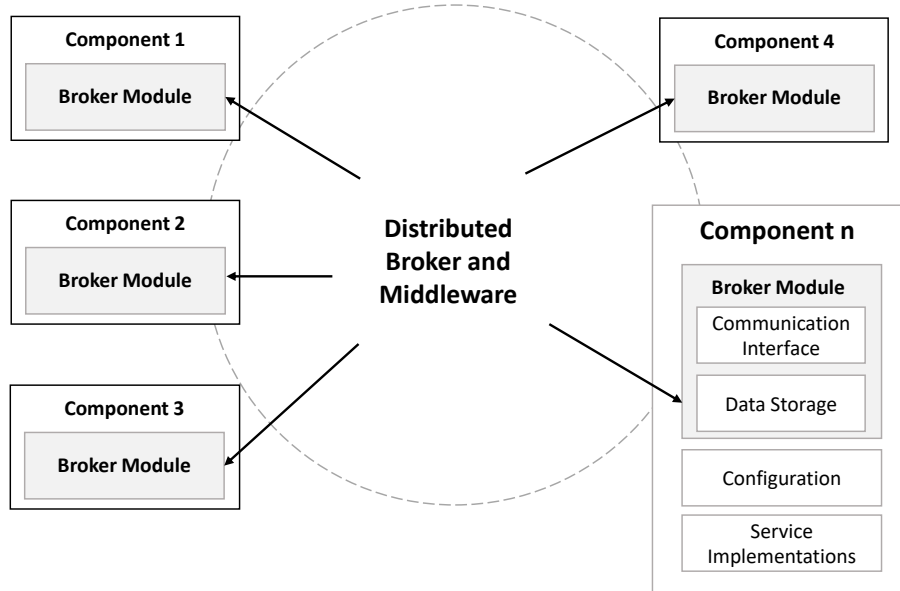 Component 1
Broker Module
Component 2
Broker Module
Component 3
Broker Module
Distributed
Broker and
Middleware
Component 4
Broker Module
Component n
Broker Module
Communication
Interface
Data Storage
Configuration
Service
Implementations